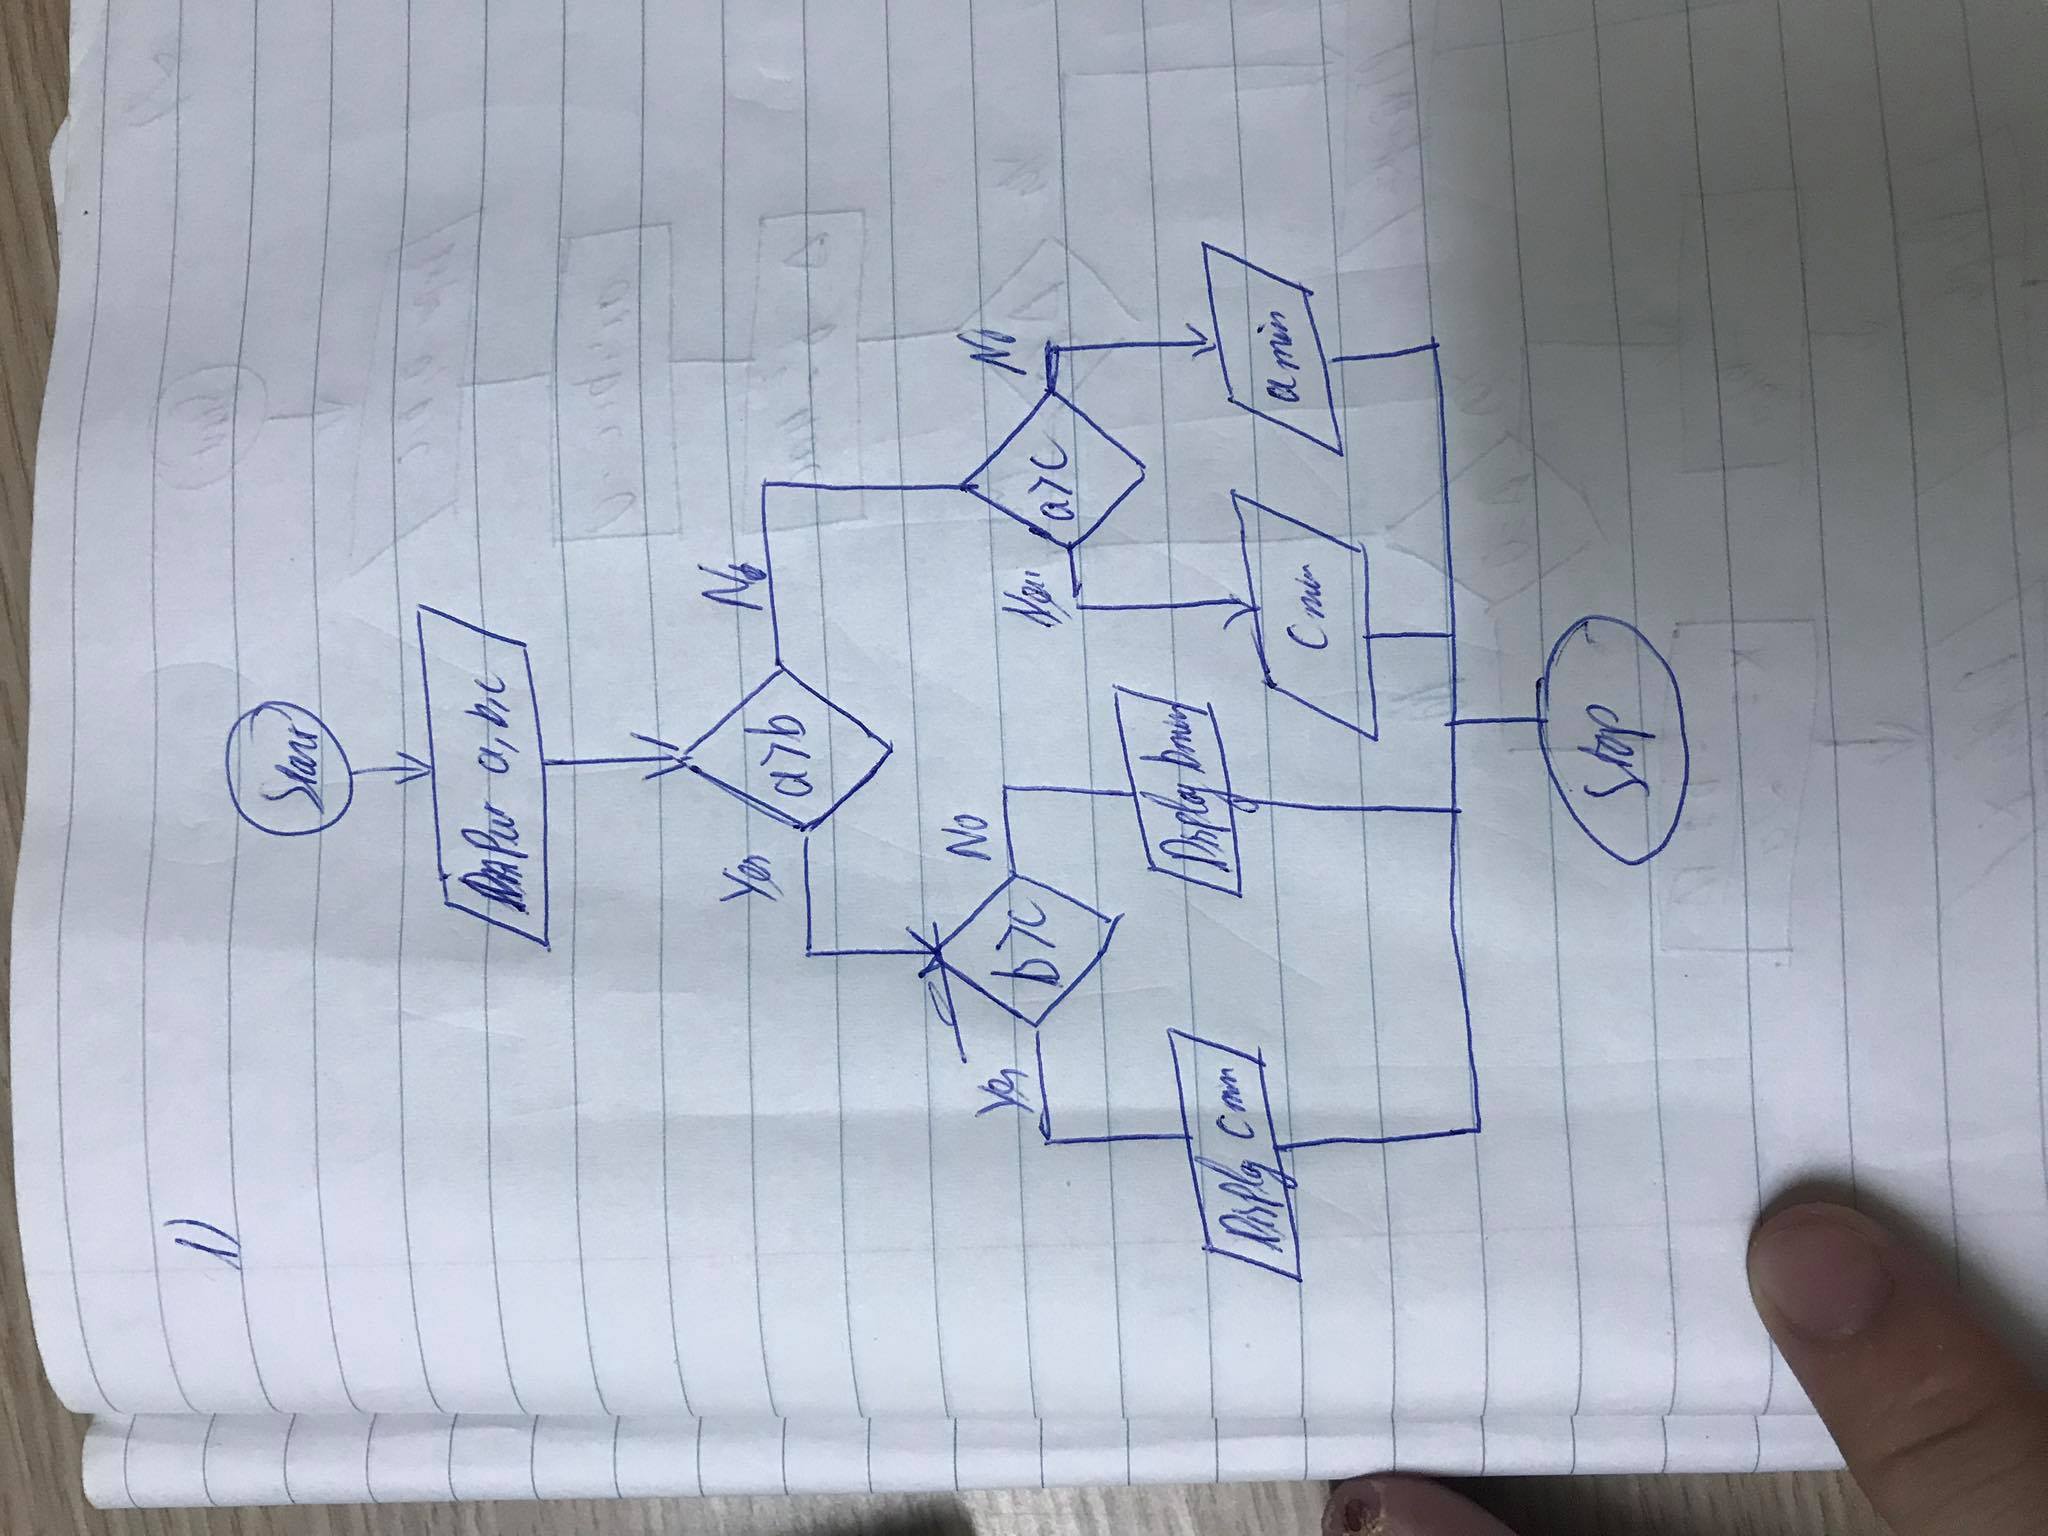 1)
Start
Input a, b, c
a>b
Yes
No
b>c
a>c
Yes
No
Yes
No
Display c min
Display b min
c min
a min
Stop